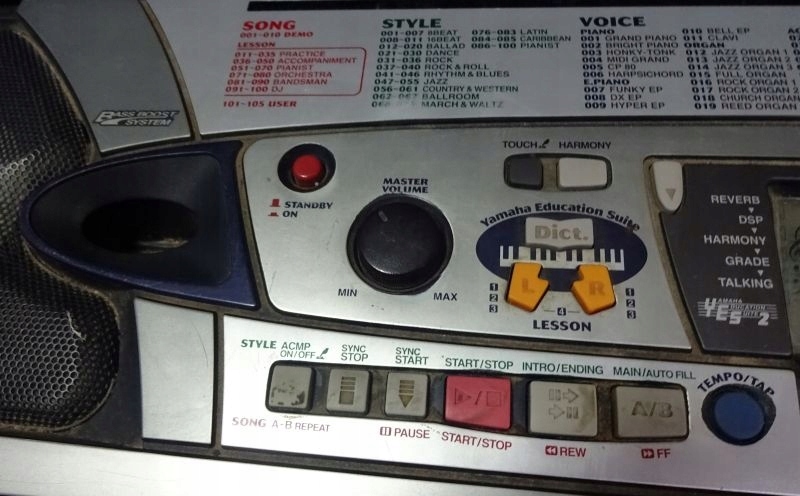 SONG
001-010 DEMO
LESSON
011-035 PRACTICE
036-050 ACCOMPANIMENT
051-070 PIANIST
071-080 ORCHESTRA
081-090 BANDSMAN
091-100 DJ
101-105 USER
STYLE
001-007 8BEAT
008-011 16BEAT
012-020 BALLAD
021-030 DANCE
031-036 ROCK
037-040 ROCK & ROLL
041-046 RHYTHM & BLUES
047-055 JAZZ
056-061 COUNTRY & WESTERN
062-067 BALLROOM
MARCH & WALTZ
076-083 LATIN
084-085 CARIBBEAN
086-100 PIANIST
VOICE
PIANO
001 GRAND PIANO
002 BRIGHT PIANO
003 HONKY-TONK
004 MIDI GRAND
005 CP 80
006 HARPSICHORD
E.PIANO
007 FUNKY EP
008 DX EP
009 HYPER EP
010 BELL EP
011 CLAVI
ORGAN
012 JAZZ ORGAN 1
013 JAZZ ORGAN 2
014 JAZZ ORGAN 3
015 FULL ORGAN
016 ROCK ORGAN 1
017 ROCK ORGAN 2
018 CHURCH ORGAN
019 REED ORGAN
BASS BOOST
SYSTEM
STANDBY
ON
MASTER
VOLUME
MIN
MAX
TOUCH
HARMONY
Yamaha Education Suite
Dict.
L
R
1
2
3
1
2
3
4
LESSON
REVERB
DSP
HARMONY
GRADE
TALKING
YAMAHA
YES 2
EDUCATION
SUITE
STYLE
ACMP
ON/OFF
SYNC
STOP
SYNC
START
START/STOP
INTRO/ENDING
MAIN/AUTO FILL
TEMPO/TAP
A/B
SONG
A-B REPEAT
PAUSE
START/STOP
REW
FF